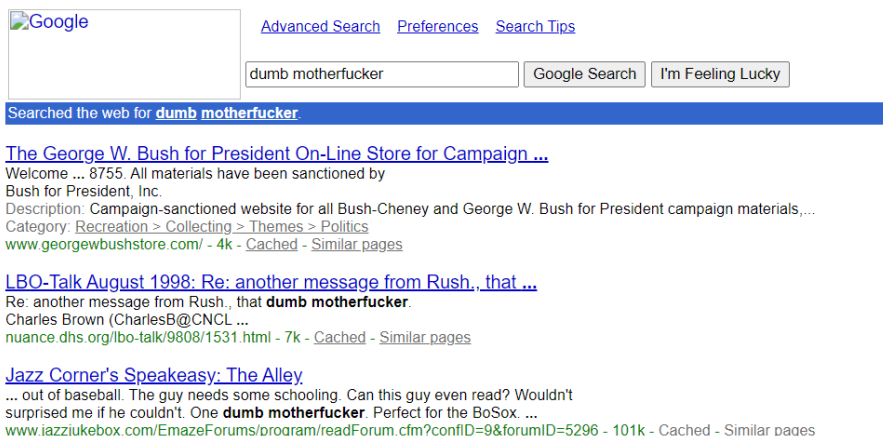 Google
Advanced Search Preferences Search Tips
dumb motherfucker Google Search I'm Feeling Lucky
Searched the web for dumb motherfucker.
The George W. Bush for President On-Line Store for Campaign ...
Welcome ... 8755. All materials have been sanctioned by
Bush for President, Inc.
Description: Campaign-sanctioned website for all Bush-Cheney and George W. Bush for President campaign materials,...
Category: Recreation > Collecting > Themes > Politics
www.georgewbushstore.com/ - 4k - Cached - Similar pages
LBO-Talk August 1998: Re: another message from Rush., that ...
Re: another message from Rush., that dumb motherfucker.
Charles Brown (CharlesB@CNCL ...
nuance.dhs.org/lbo-talk/9808/1531.html - 7k - Cached - Similar pages
Jazz Corner's Speakeasy: The Alley
... out of baseball. The guy needs some schooling. Can this guy even read? Wouldn't
surprised me if he couldn't. One dumb motherfucker. Perfect for the BoSox. ...
www.jazzjukebox.com/EmazeForums/program/readForum.cfm?confID=9&forumID=5296 - 101k - Cached - Similar pages